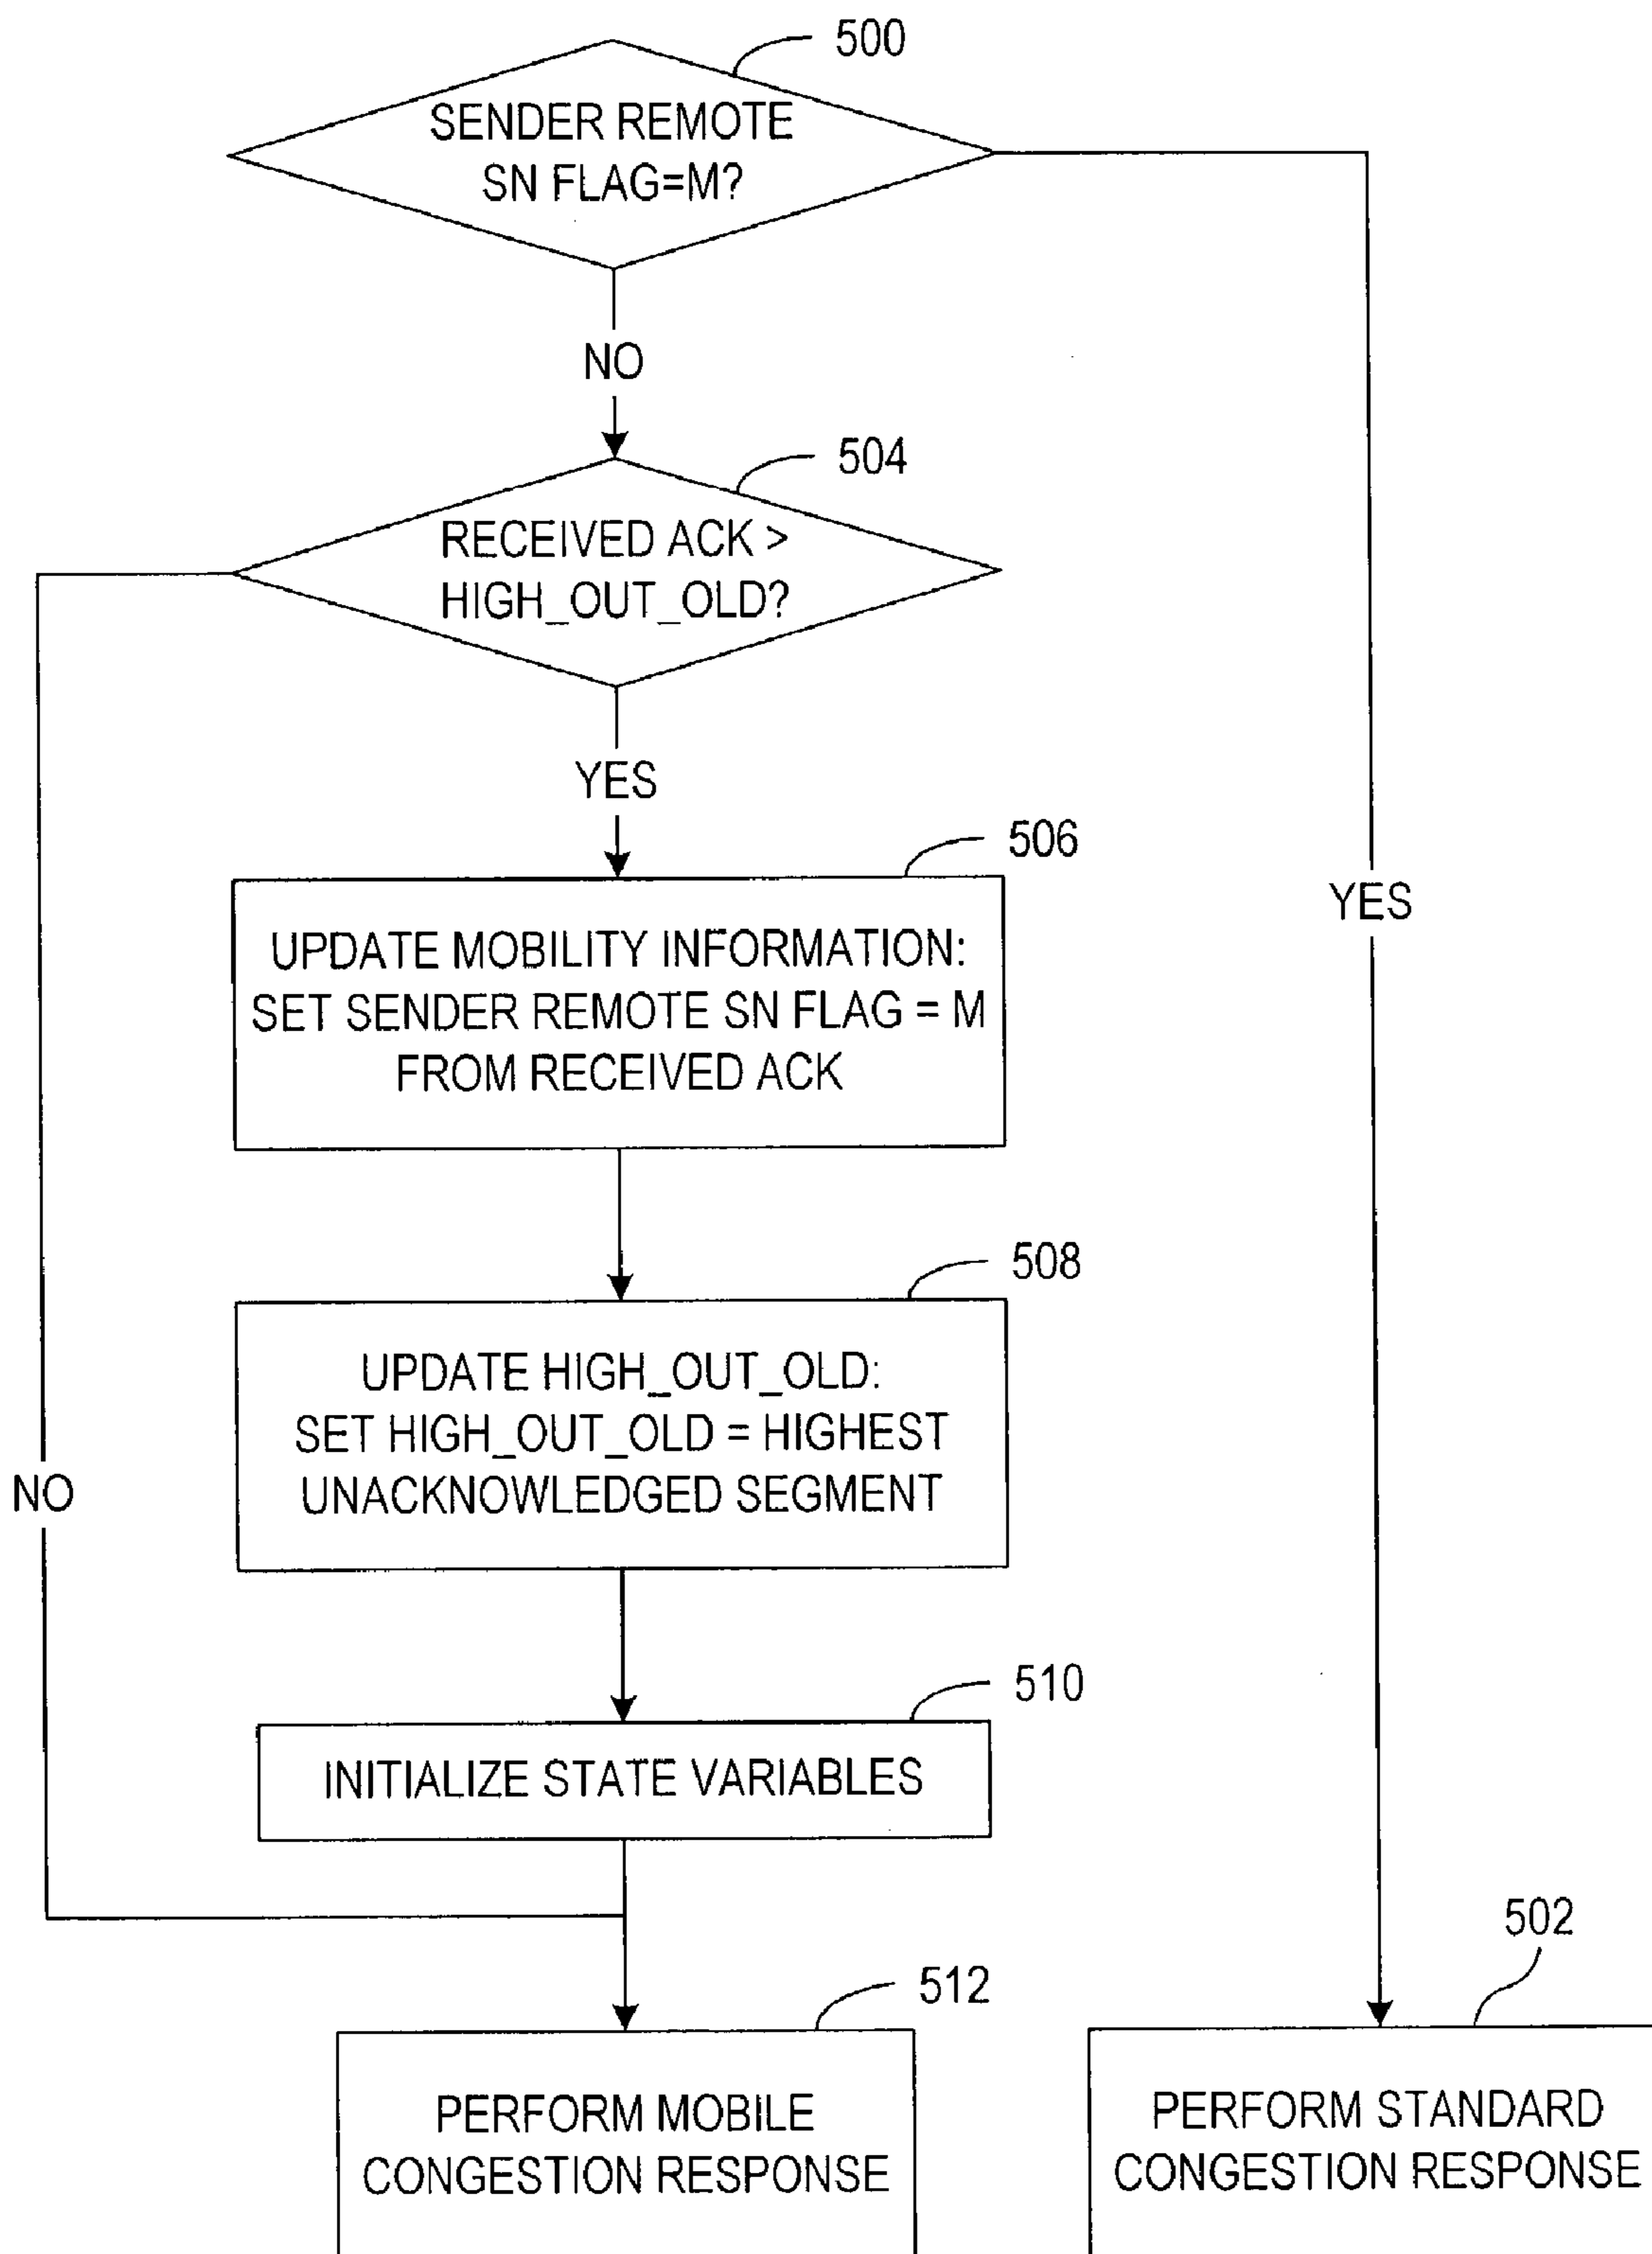 500
SENDER REMOTE
SN FLAG=M?
NO
504
RECEIVED ACK >
HIGH_OUT_OLD?
YES
506
UPDATE MOBILITY INFORMATION:
SET SENDER REMOTE SN FLAG = M
FROM RECEIVED ACK
YES
508
UPDATE HIGH_OUT_OLD:
SET HIGH_OUT_OLD = HIGHEST
UNACKNOWLEDGED SEGMENT
NO
510
INITIALIZE STATE VARIABLES
512
PERFORM MOBILE
CONGESTION RESPONSE
502
PERFORM STANDARD
CONGESTION RESPONSE